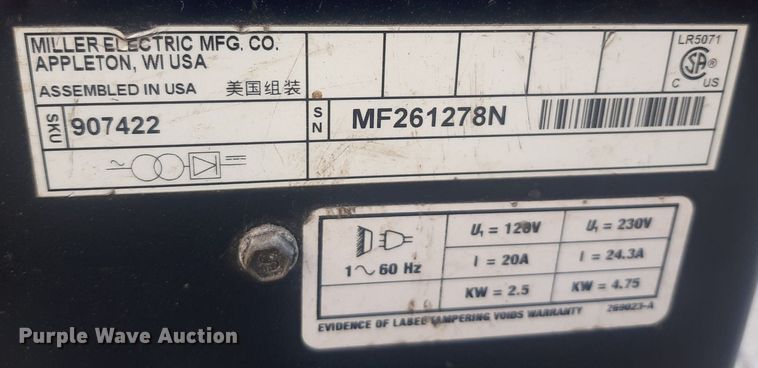 MILLER ELECTRIC MFG. CO.
APPLETON, WI USA
ASSEMBLED IN USA 美国组装
LR5071
SA ®
C US
SKU 907422
SN MF261278N
1～60 Hz
U₁ = 120V U₁ = 230V
I = 20A I = 24.3A
KW = 2.5 KW = 4.75
EVIDENCE OF LABEL TAMPERING VOIDS WARRANTY 269023-A
Purple Wave Auction